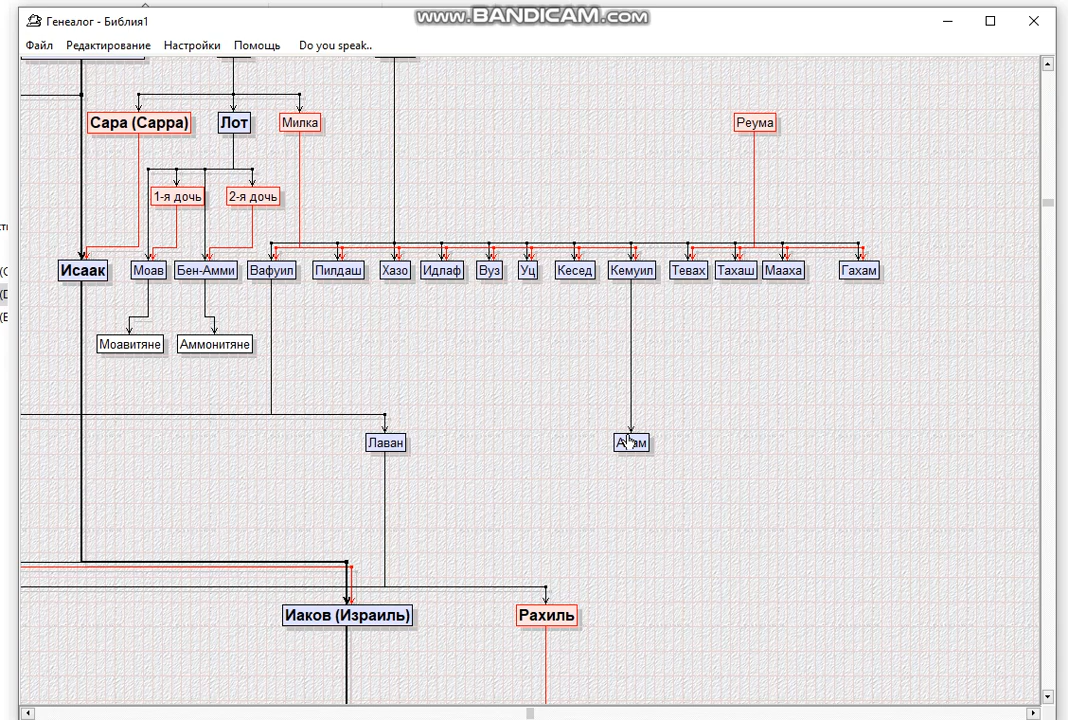 www.BANDICAM.com
Генеалог - Библия1
Файл Редактирование Настройки Помощь Do you speak..
Сара (Сарра) Лот Милка Реума
1-я дочь 2-я дочь
Исаак Моав Бен-Амми Вафуил Пилдаш Хазо Идлаф Вуз Уц Кесед Кемуил Тевах Тахаш Мааха Гахам
Моавитяне Аммонитяне
Лаван
Иаков (Израиль) Рахиль